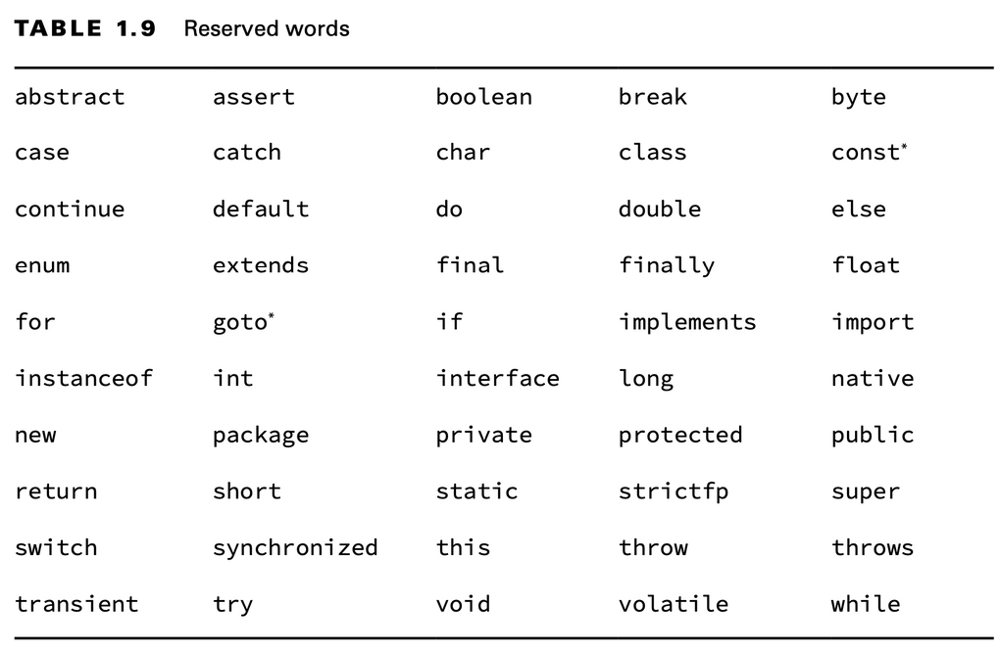 TABLE 1.9 Reserved words
abstract assert boolean break byte
case catch char class const*
continue default do double else
enum extends final finally float
for goto* if implements import
instanceof int interface long native
new package private protected public
return short static strictfp super
switch synchronized this throw throws
transient try void volatile while